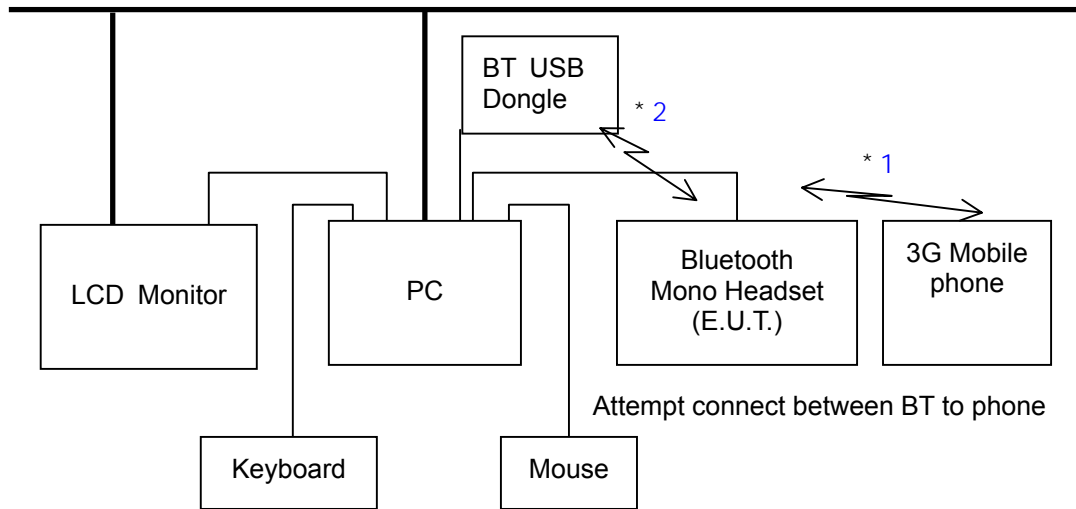 BT USB
Dongle
* 2
* 1
LCD Monitor
PC
Bluetooth
Mono Headset
(E.U.T.)
3G Mobile
phone
Attempt connect between BT to phone
Keyboard
Mouse